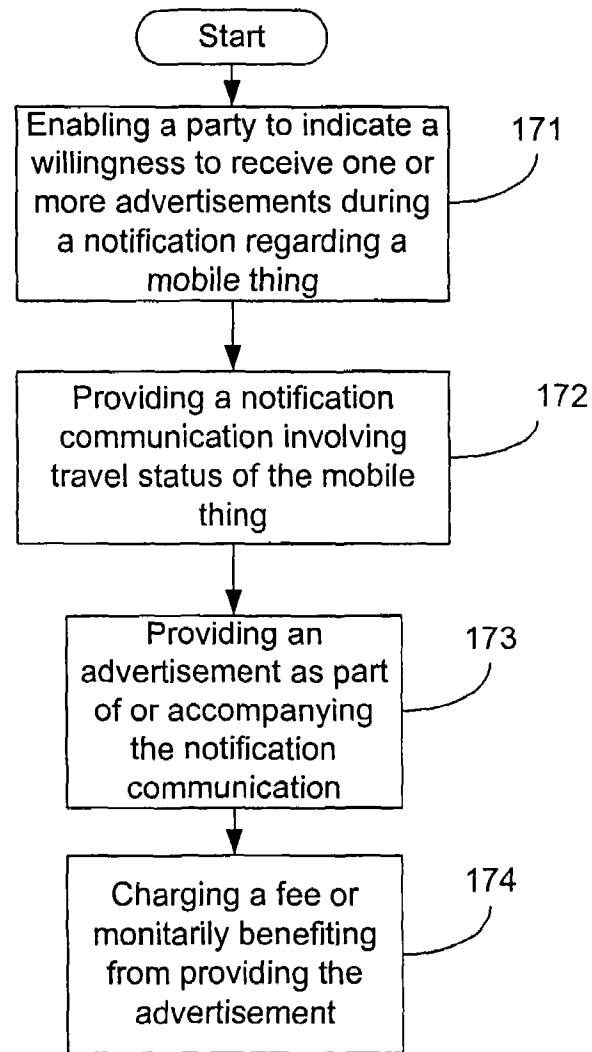 Start
Enabling a party to indicate a
willingness to receive one or
more advertisements during
a notification regarding a
mobile thing
171
Providing a notification
communication involving
travel status of the mobile
thing
172
Providing an
advertisement as part
of or accompanying
the notification
communication
173
Charging a fee or
monitarily benefiting
from providing the
advertisement
174